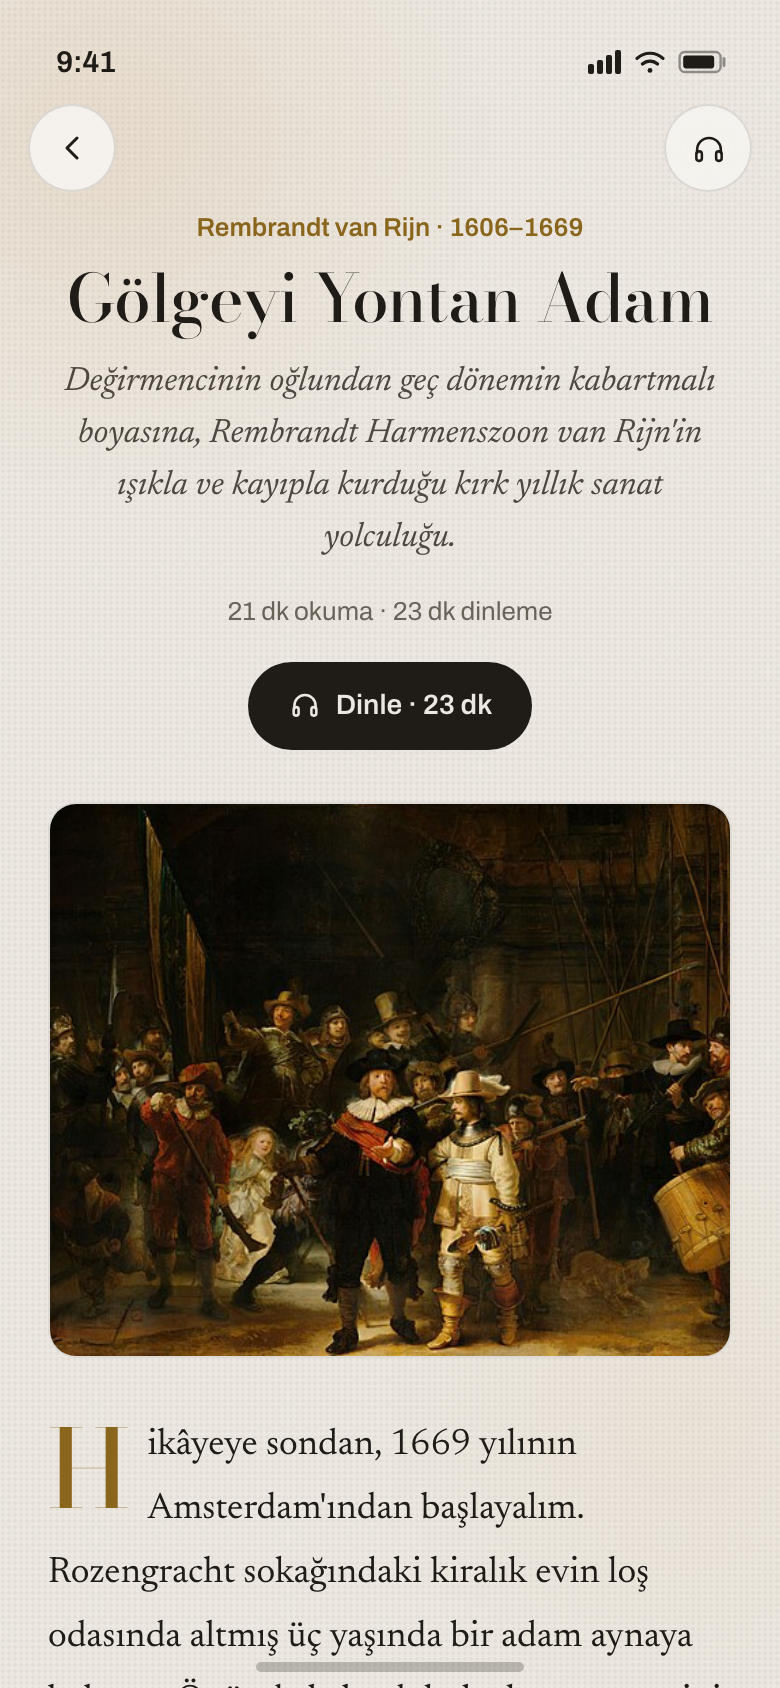 9:41
Rembrandt van Rijn · 1606–1669
Gölgeyi Yontan Adam
Değirmencinin oğlundan geç dönemin kabartmalı
boyasına, Rembrandt Harmenszoon van Rijn'in
ışıkla ve kayıpla kurduğu kırk yıllık sanat
yolculuğu.
21 dk okuma · 23 dk dinleme
Dinle · 23 dk
Hikâyeye sondan, 1669 yılının
Amsterdam'ından başlayalım.
Rozengracht sokağındaki kiralık evin loş
odasında altmış üç yaşında bir adam aynaya